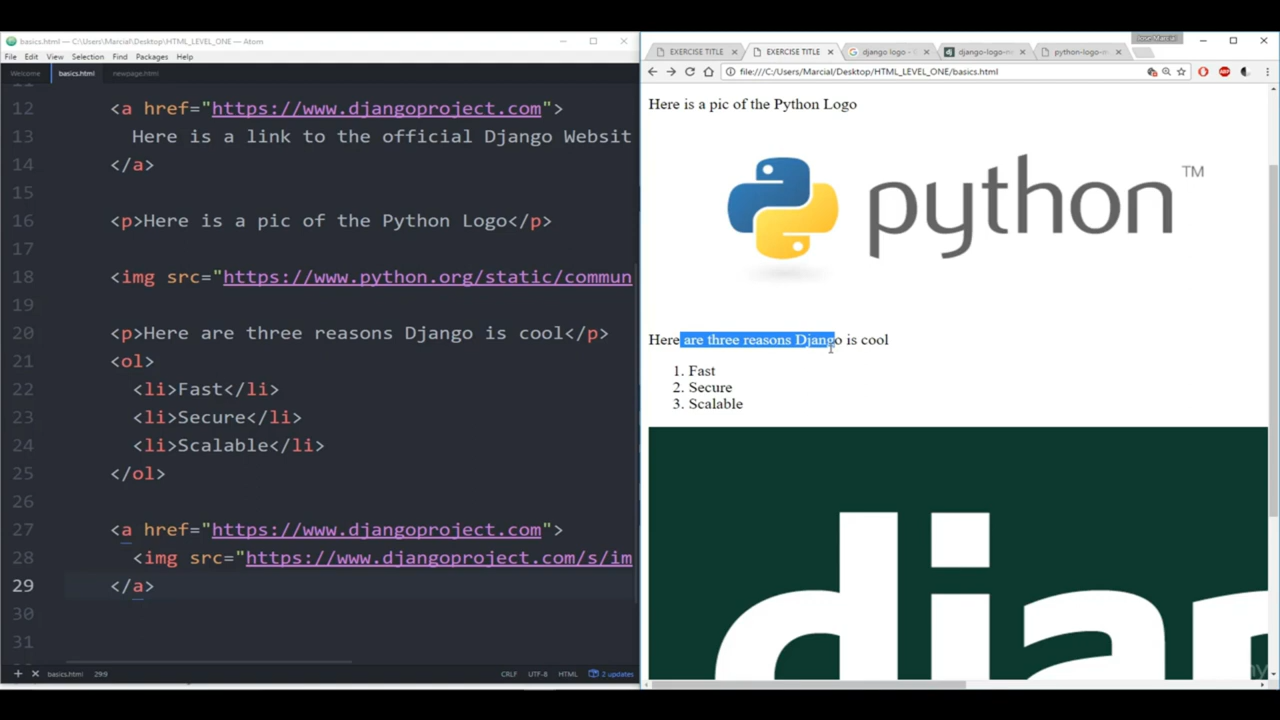 basics.html — C:\Users\Marcial\Desktop\HTML_LEVEL_ONE — Atom
File Edit View Selection Find Packages Help
Welcome basics.html newpage.html
12 <a href="https://www.djangoproject.com">
13 Here is a link to the official Django Websit
14 </a>
15
16 <p>Here is a pic of the Python Logo</p>
17
18 <img src="https://www.python.org/static/commun
19
20 <p>Here are three reasons Django is cool</p>
21 <ol>
22 <li>Fast</li>
23 <li>Secure</li>
24 <li>Scalable</li>
25 </ol>
26
27 <a href="https://www.djangoproject.com">
28 <img src="https://www.djangoproject.com/s/im
29 </a>
30
31
basics.html 29:9 CRLF UTF-8 HTML 2 updates
Jose Marcial
EXERCISE TITLE EXERCISE TITLE django logo - django-logo-n python-logo-m
file:///C:/Users/Marcial/Desktop/HTML_LEVEL_ONE/basics.html
Here is a pic of the Python Logo
python TM
Here are three reasons Django is cool
1. Fast
2. Secure
3. Scalable
djan